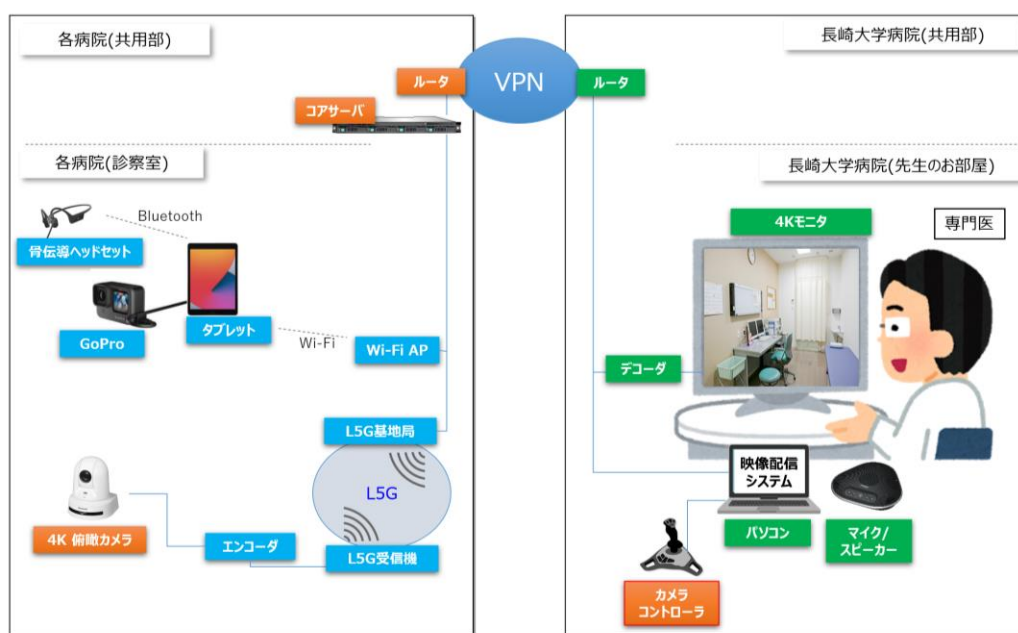 各病院(共用部)
ルータ
コアサーバ
VPN
ルータ
長崎大学病院(共用部)
各病院(診察室)
Bluetooth
骨伝導ヘッドセット
GoPro
タブレット
Wi-Fi
Wi-Fi AP
L5G基地局
L5G
4K 俯瞰カメラ
エンコーダ
L5G受信機
長崎大学病院(先生のお部屋)
4Kモニタ
専門医
デコーダ
映像配信
システム
パソコン
マイク/
スピーカー
カメラ
コントローラ